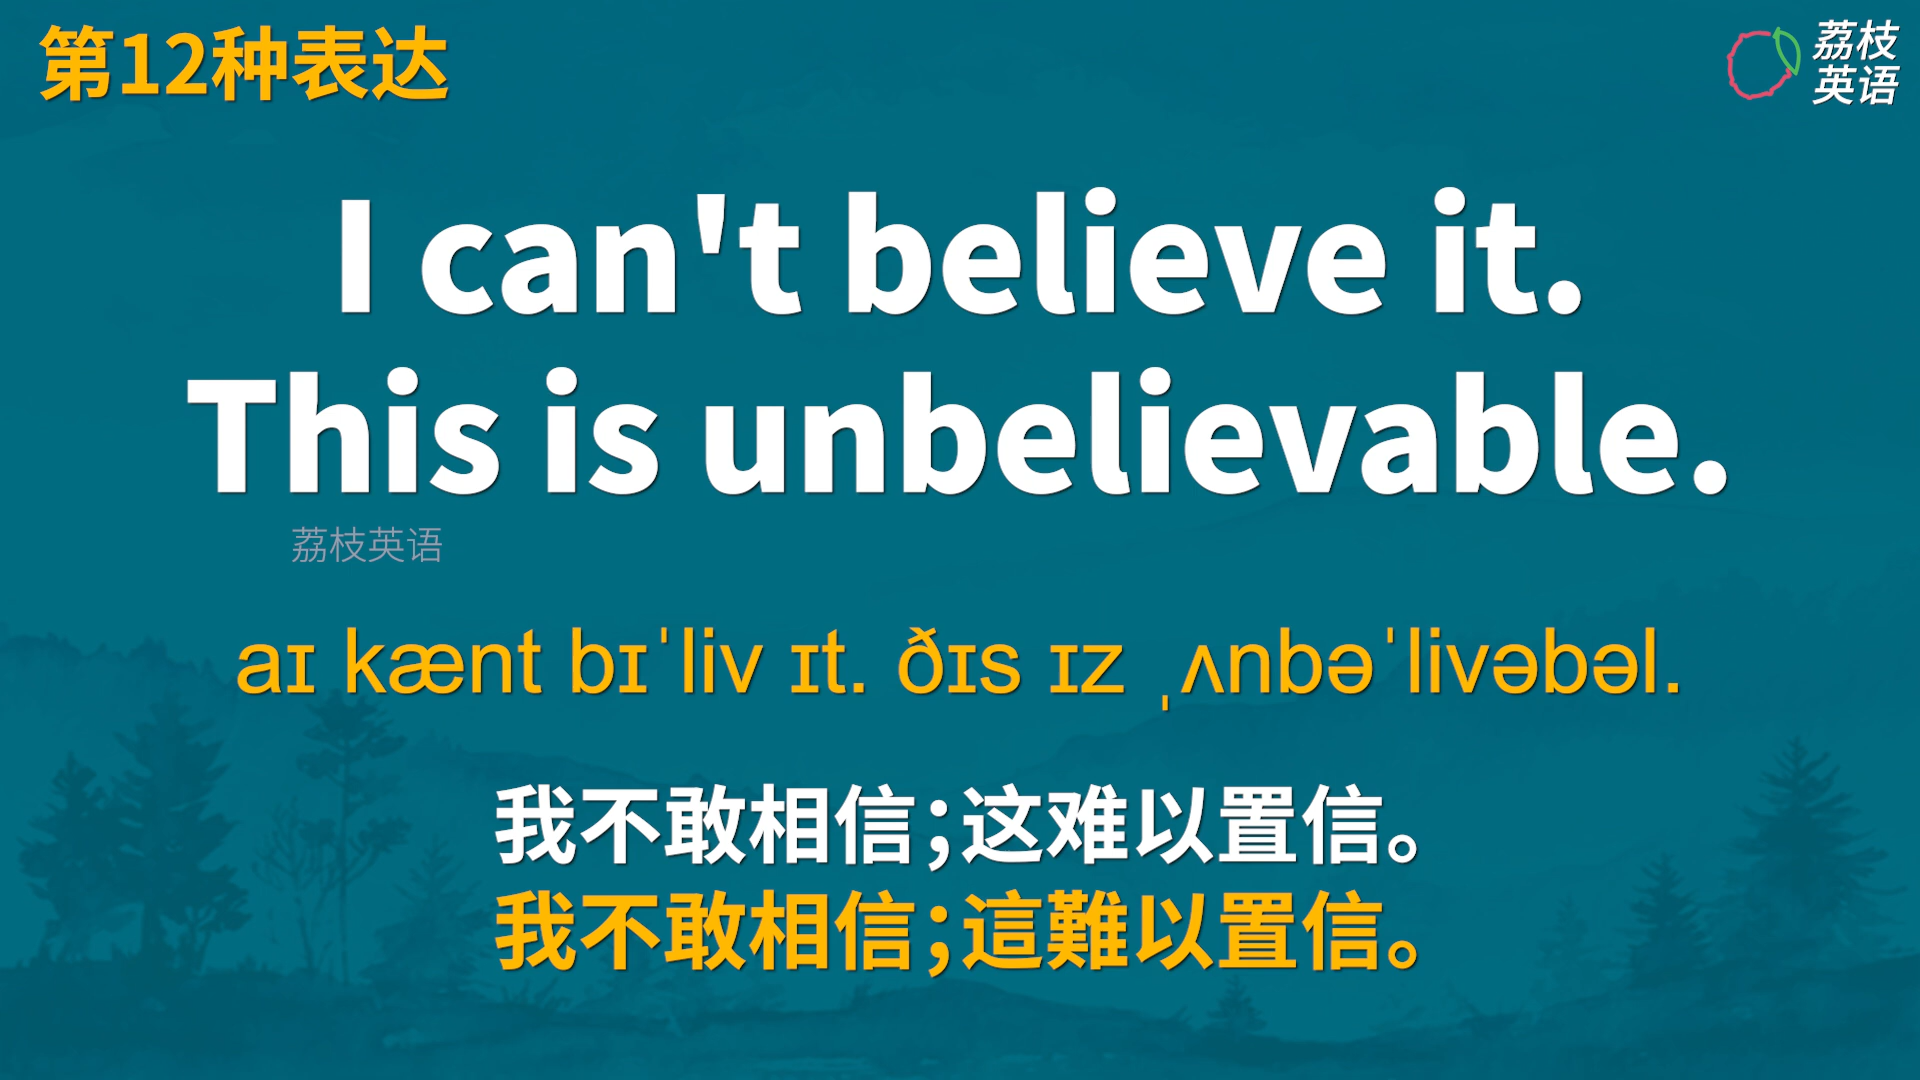 第12种表达
荔枝
英语
I can't believe it.
This is unbelievable.
荔枝英语
aɪ kænt bɪˈliv ɪt. ðɪs ɪz ˌʌnbəˈlivəbəl.
我不敢相信;这难以置信。
我不敢相信;這難以置信。